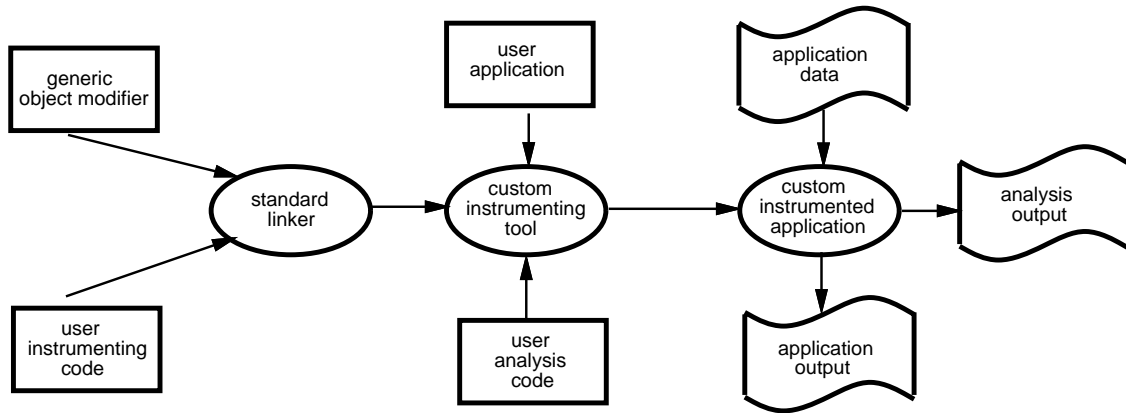 generic
object modifier
user
instrumenting
code
standard
linker
user
application
custom
instrumenting
tool
user
analysis
code
application
data
custom
instrumented
application
application
output
analysis
output